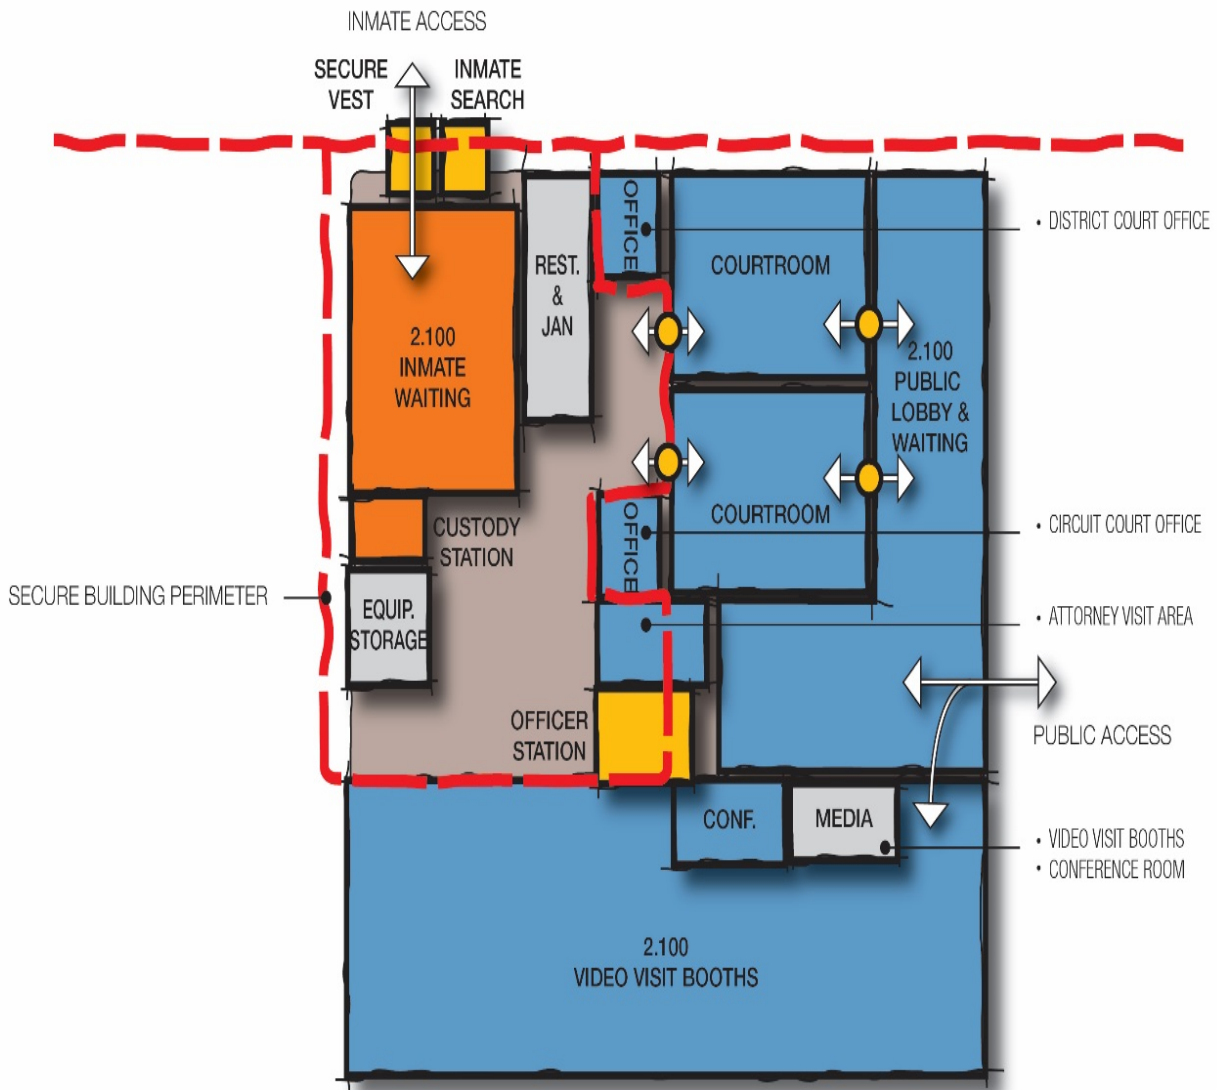 INMATE ACCESS
SECURE
VEST
INMATE
SEARCH
OFFICE
• DISTRICT COURT OFFICE
COURTROOM
REST.
&
JAN
2.100
INMATE
WAITING
2.100
PUBLIC
LOBBY &
WAITING
CUSTODY
STATION
OFFICE
COURTROOM
• CIRCUIT COURT OFFICE
SECURE BUILDING PERIMETER
EQUIP.
STORAGE
• ATTORNEY VISIT AREA
OFFICER
STATION
PUBLIC ACCESS
CONF.
MEDIA
• VIDEO VISIT BOOTHS
• CONFERENCE ROOM
2.100
VIDEO VISIT BOOTHS